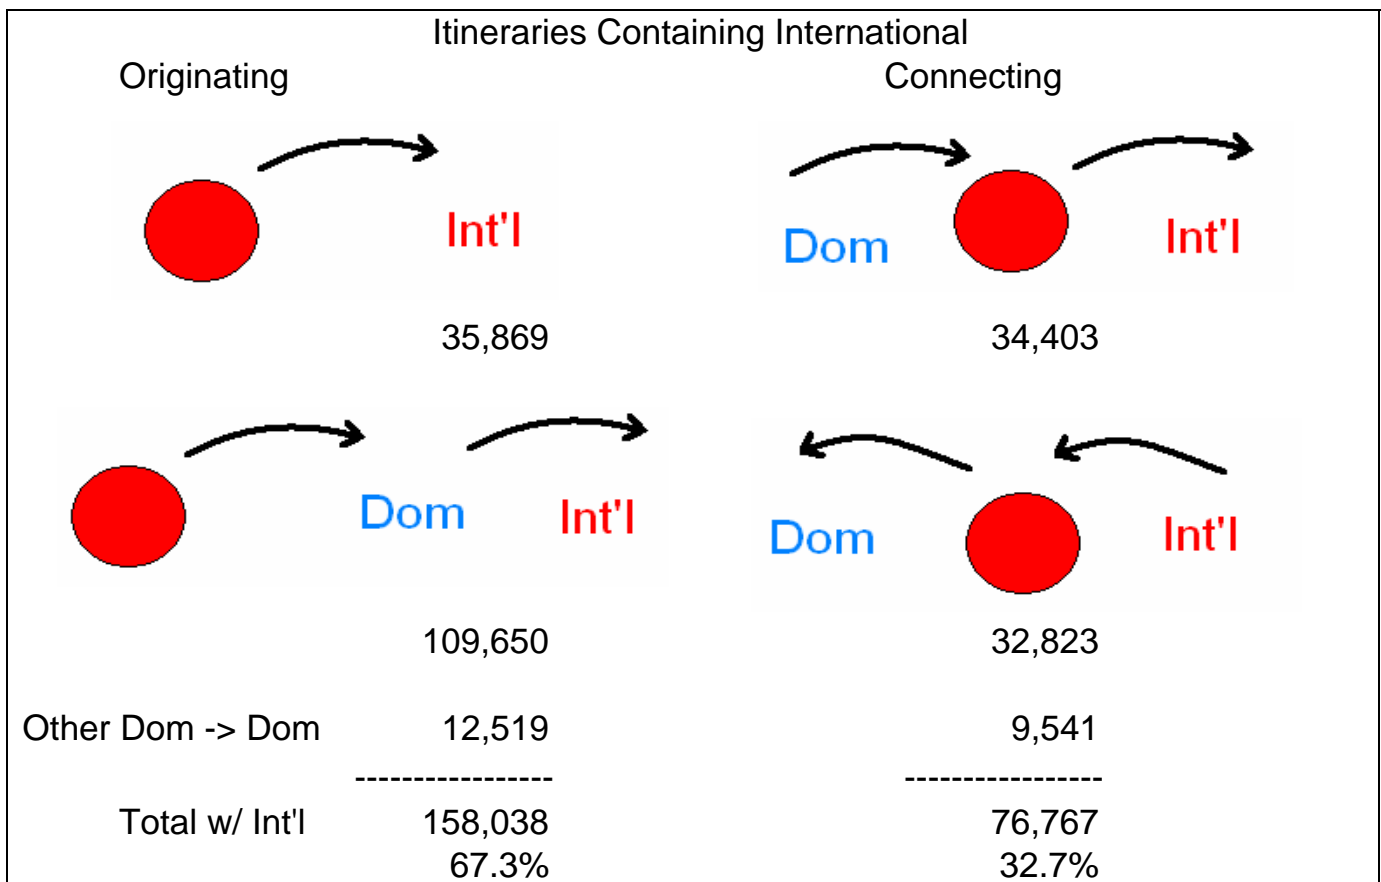 Itineraries Containing International
Originating Connecting
Int'l Dom Int'l
35,869 34,403
Dom Int'l Dom Int'l
109,650 32,823
Other Dom -> Dom 12,519 9,541
----------------- -----------------
Total w/ Int'l 158,038 76,767
67.3% 32.7%